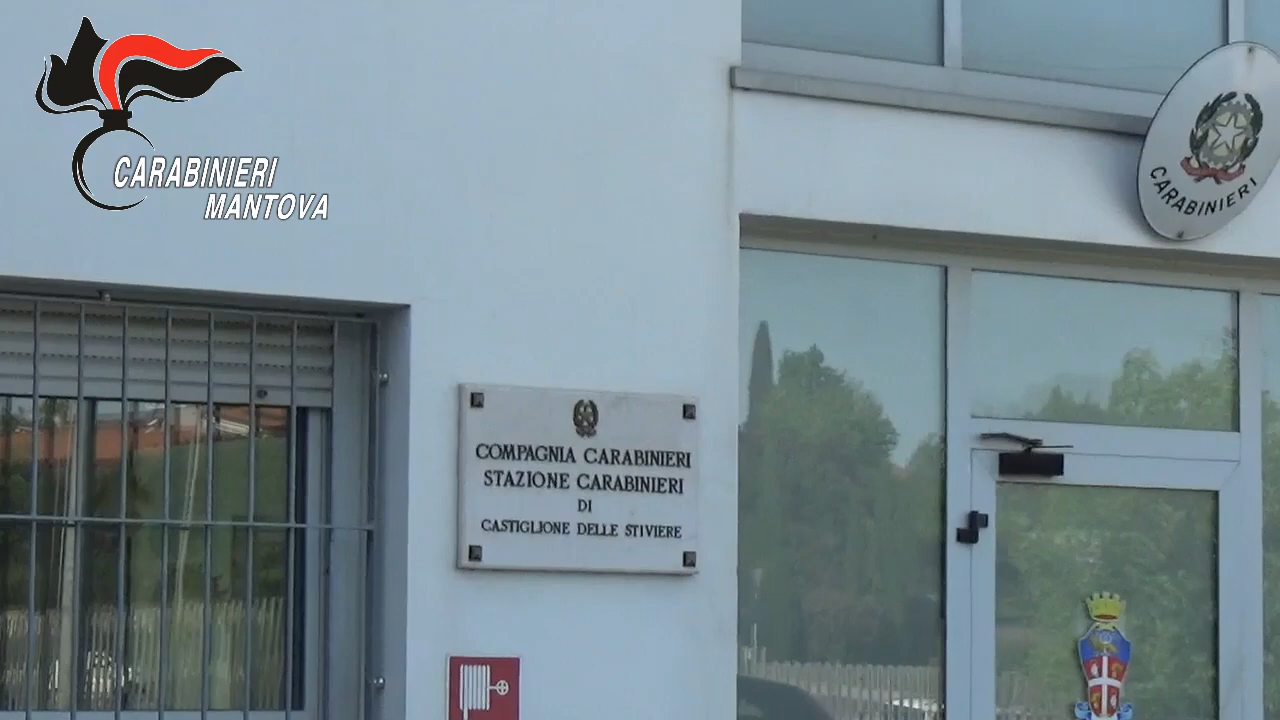 CARABINIERI
MANTOVA
CARABINIERI
COMPAGNIA CARABINIERI
STAZIONE CARABINIERI
DI
CASTIGLIONE DELLE STIVIERE